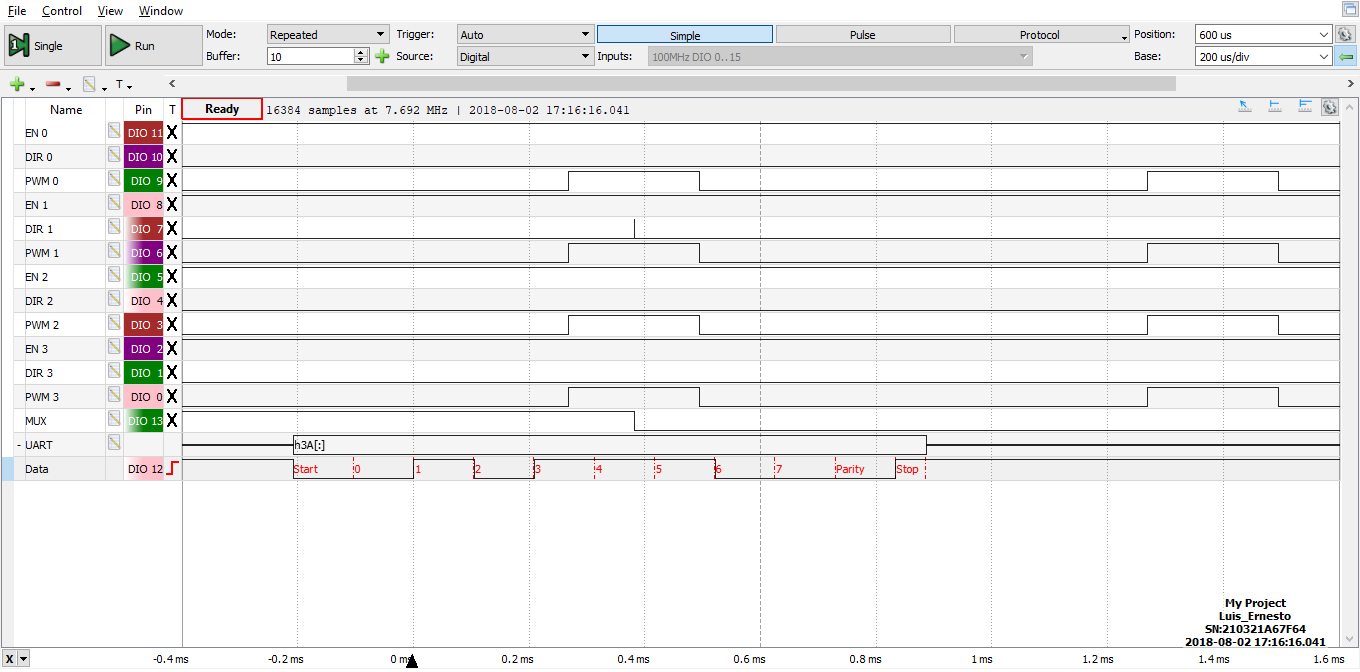 File Control View Window
Single Run Mode: Repeated Trigger: Auto Simple Pulse Protocol Position: 600 us
Buffer: 10 Source: Digital Inputs: 100MHz DIO 0..15 Base: 200 us/div
T
Name Pin T Ready 16384 samples at 7.692 MHz | 2018-08-02 17:16:16.041
EN 0 DIO 11 X
DIR 0 DIO 10 X
PWM 0 DIO 9 X
EN 1 DIO 8 X
DIR 1 DIO 7 X
PWM 1 DIO 6 X
EN 2 DIO 5 X
DIR 2 DIO 4 X
PWM 2 DIO 3 X
EN 3 DIO 2 X
DIR 3 DIO 1 X
PWM 3 DIO 0 X
MUX DIO 13 X
- UART h3A[:]
Data DIO 12 Start 0 1 2 3 4 5 6 7 Parity Stop
My Project
Luis_Ernesto
SN:210321A67F64
2018-08-02 17:16:16.041
X -0.4 ms -0.2 ms 0 ms 0.2 ms 0.4 ms 0.6 ms 0.8 ms 1 ms 1.2 ms 1.4 ms 1.6 ms